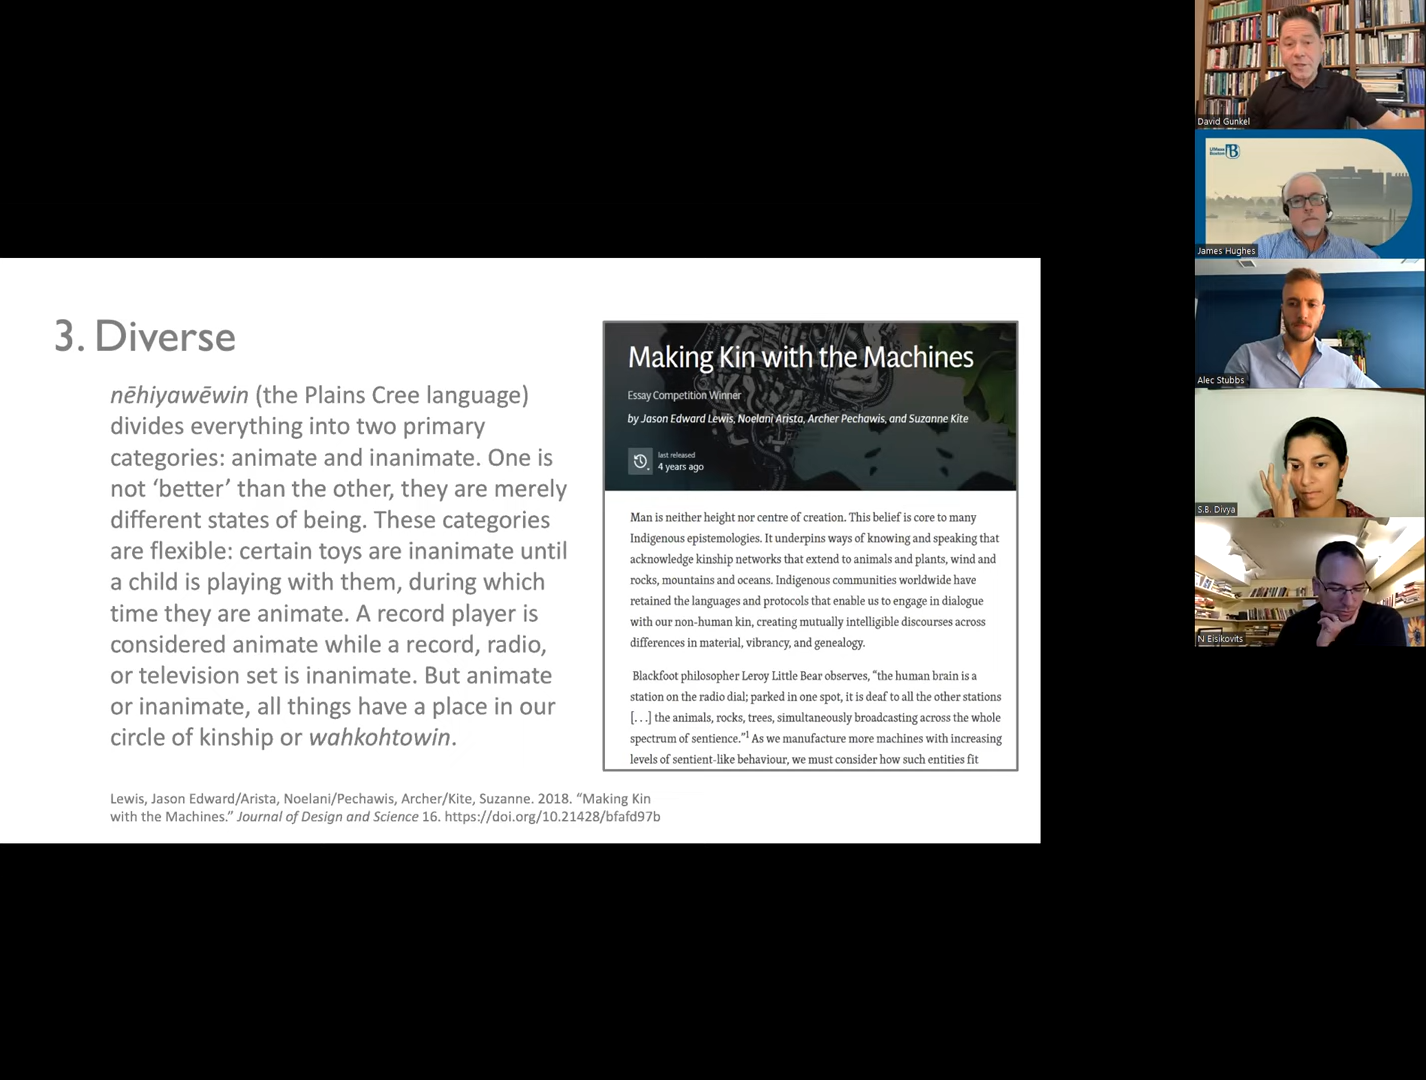 3. Diverse
nēhiyawēwin (the Plains Cree language)
divides everything into two primary
categories: animate and inanimate. One is
not ‘better’ than the other, they are merely
different states of being. These categories
are flexible: certain toys are inanimate until
a child is playing with them, during which
time they are animate. A record player is
considered animate while a record, radio,
or television set is inanimate. But animate
or inanimate, all things have a place in our
circle of kinship or wahkohtowin.
Lewis, Jason Edward/Arista, Noelani/Pechawis, Archer/Kite, Suzanne. 2018. “Making Kin
with the Machines.” Journal of Design and Science 16. https://doi.org/10.21428/bfafd97b
Making Kin with the Machines
Essay Competition Winner
by Jason Edward Lewis, Noelani Arista, Archer Pechawis, and Suzanne Kite
last released
4 years ago
Man is neither height nor centre of creation. This belief is core to many
Indigenous epistemologies. It underpins ways of knowing and speaking that
acknowledge kinship networks that extend to animals and plants, wind and
rocks, mountains and oceans. Indigenous communities worldwide have
retained the languages and protocols that enable us to engage in dialogue
with our non-human kin, creating mutually intelligible discourses across
differences in material, vibrancy, and genealogy.
Blackfoot philosopher Leroy Little Bear observes, “the human brain is a
station on the radio dial; parked in one spot, it is deaf to all the other stations
[. . .] the animals, rocks, trees, simultaneously broadcasting across the whole
spectrum of sentience.”1 As we manufacture more machines with increasing
levels of sentient-like behaviour, we must consider how such entities fit
David Gunkel
UMass
Boston
B
James Hughes
Alec Stubbs
S.B. Divya
N Eisikovits